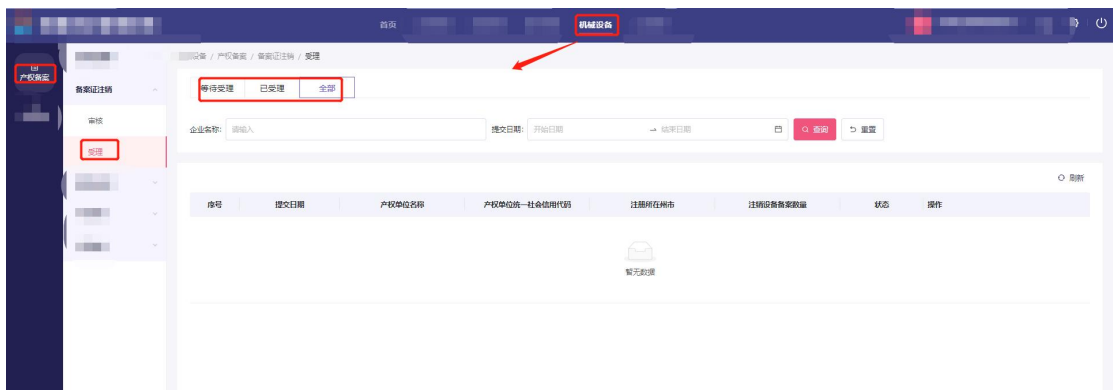 首页 机械设备
产权备案
设备 / 产权备案 / 备案证注销 / 受理
备案证注销
等待受理 已受理 全部
审核
企业名称: 请输入 提交日期: 开始日期 → 结束日期 查询 重置
受理
刷新
序号 提交日期 产权单位名称 产权单位统一社会信用代码 注册所在州市 注销设备备案数量 状态 操作
暂无数据